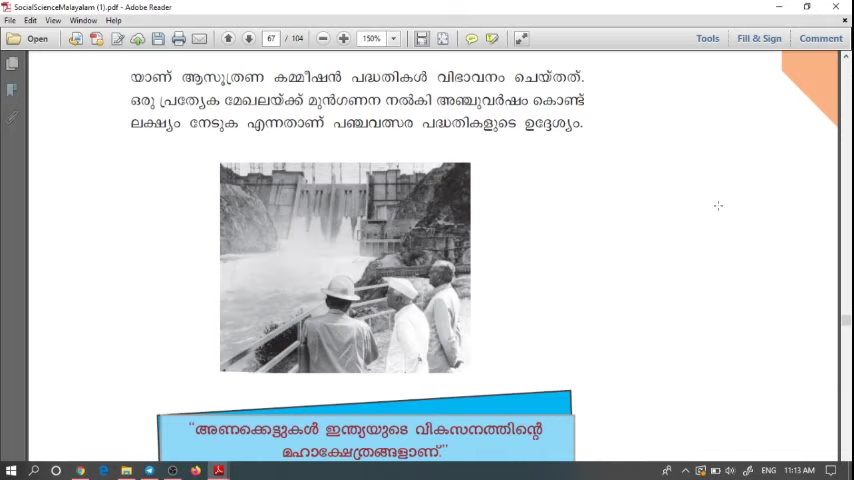 SocialScienceMalayalam (1).pdf - Adobe Reader
File Edit View Window Help
Open 67 / 104 150% Tools Fill & Sign Comment
യാണ് ആസൂത്രണ കമ്മീഷൻ പദ്ധതികൾ വിഭാവനം ചെയ്തത്.
ഒരു പ്രത്യേക മേഖലയ്ക്ക് മുൻഗണന നൽകി അഞ്ചുവർഷം കൊണ്ട്
ലക്ഷ്യം നേടുക എന്നതാണ് പഞ്ചവത്സര പദ്ധതികളുടെ ഉദ്ദേശ്യം.
“അണക്കെട്ടുകൾ ഇന്ത്യയുടെ വികസനത്തിന്റെ
മഹാക്ഷേത്രങ്ങളാണ്.”
ENG 11:13 AM